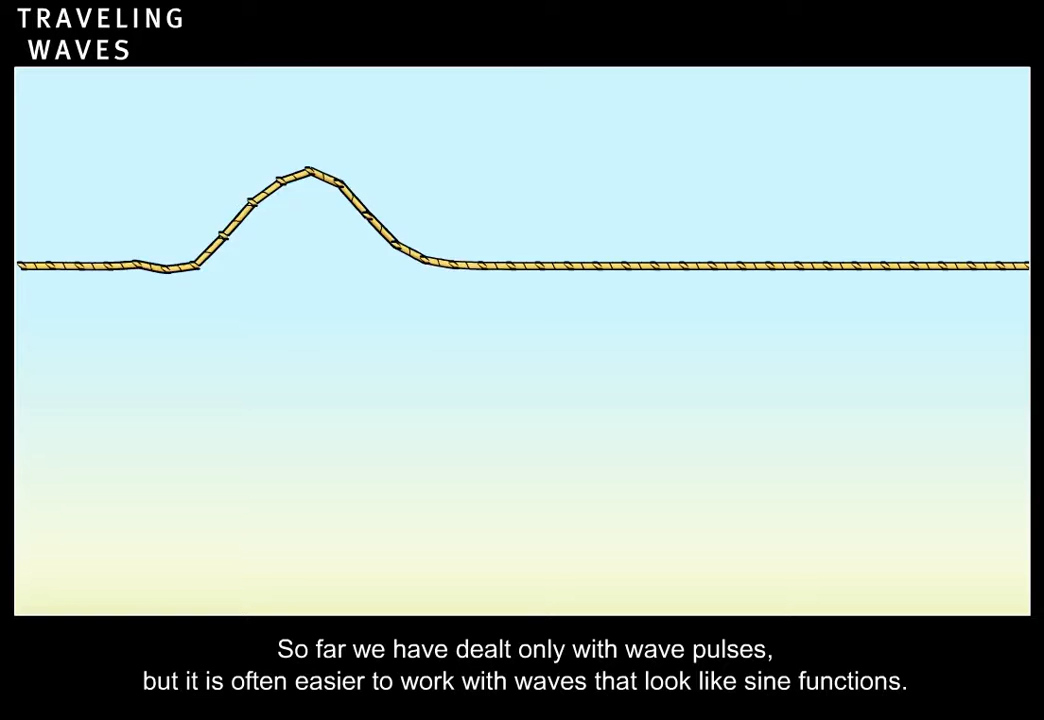 TRAVELING
WAVES
So far we have dealt only with wave pulses,
but it is often easier to work with waves that look like sine functions.